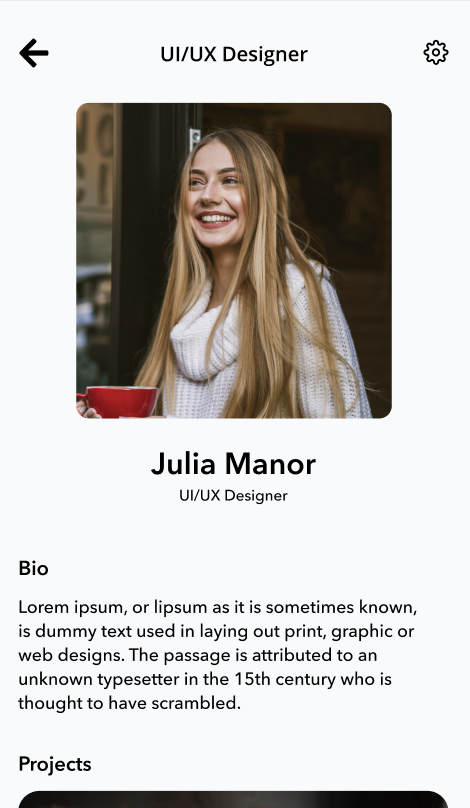 UI/UX Designer
Julia Manor
UI/UX Designer
Bio
Lorem ipsum, or lipsum as it is sometimes known,
is dummy text used in laying out print, graphic or
web designs. The passage is attributed to an
unknown typesetter in the 15th century who is
thought to have scrambled.
Projects